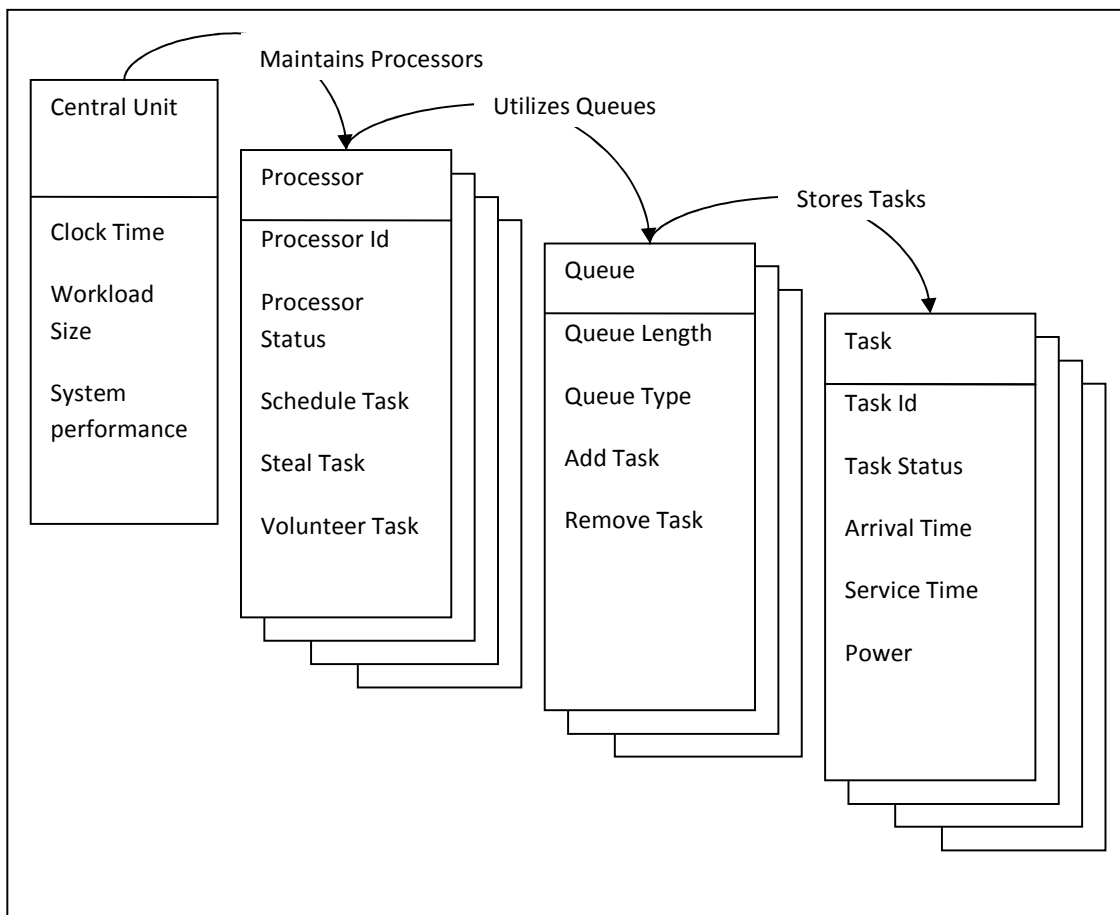 Maintains Processors
Central Unit
Clock Time
Workload
Size
System
performance
Utilizes Queues
Processor
Processor Id
Processor
Status
Schedule Task
Steal Task
Volunteer Task
Stores Tasks
Queue
Queue Length
Queue Type
Add Task
Remove Task
Task
Task Id
Task Status
Arrival Time
Service Time
Power